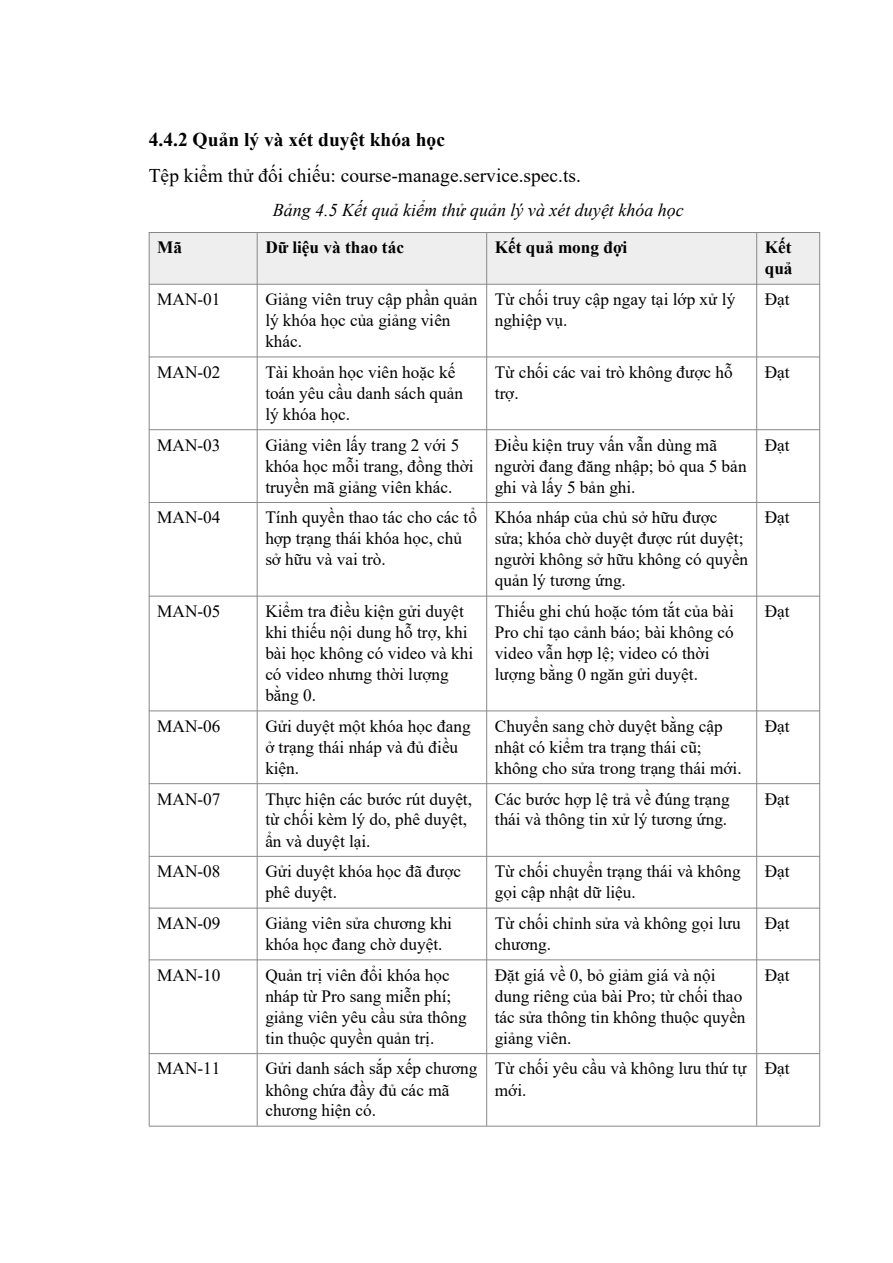 4.4.2 Quản lý và xét duyệt khóa học
Tệp kiểm thử đối chiếu: course-manage.service.spec.ts.
Bảng 4.5 Kết quả kiểm thử quản lý và xét duyệt khóa học
Mã
Dữ liệu và thao tác
Kết quả mong đợi
Kết
quả
MAN-01
Giảng viên truy cập phần quản
lý khóa học của giảng viên
khác.
Từ chối truy cập ngay tại lớp xử lý
nghiệp vụ.
Đạt
MAN-02
Tài khoản học viên hoặc kế
toán yêu cầu danh sách quản
lý khóa học.
Từ chối các vai trò không được hỗ
trợ.
Đạt
MAN-03
Giảng viên lấy trang 2 với 5
khóa học mỗi trang, đồng thời
truyền mã giảng viên khác.
Điều kiện truy vấn vẫn dùng mã
người đang đăng nhập; bỏ qua 5 bản
ghi và lấy 5 bản ghi.
Đạt
MAN-04
Tính quyền thao tác cho các tổ
hợp trạng thái khóa học, chủ
sở hữu và vai trò.
Khóa nháp của chủ sở hữu được
sửa; khóa chờ duyệt được rút duyệt;
người không sở hữu không có quyền
quản lý tương ứng.
Đạt
MAN-05
Kiểm tra điều kiện gửi duyệt
khi thiếu nội dung hỗ trợ, khi
bài học không có video và khi
có video nhưng thời lượng
bằng 0.
Thiếu ghi chú hoặc tóm tắt của bài
Pro chỉ tạo cảnh báo; bài không có
video vẫn hợp lệ; video có thời
lượng bằng 0 ngăn gửi duyệt.
Đạt
MAN-06
Gửi duyệt một khóa học đang
ở trạng thái nháp và đủ điều
kiện.
Chuyển sang chờ duyệt bằng cập
nhật có kiểm tra trạng thái cũ;
không cho sửa trong trạng thái mới.
Đạt
MAN-07
Thực hiện các bước rút duyệt,
từ chối kèm lý do, phê duyệt,
ẩn và duyệt lại.
Các bước hợp lệ trả về đúng trạng
thái và thông tin xử lý tương ứng.
Đạt
MAN-08
Gửi duyệt khóa học đã được
phê duyệt.
Từ chối chuyển trạng thái và không
gọi cập nhật dữ liệu.
Đạt
MAN-09
Giảng viên sửa chương khi
khóa học đang chờ duyệt.
Từ chối chỉnh sửa và không gọi lưu
chương.
Đạt
MAN-10
Quản trị viên đổi khóa học
nháp từ Pro sang miễn phí;
giảng viên yêu cầu sửa thông
tin thuộc quyền quản trị.
Đặt giá về 0, bỏ giảm giá và nội
dung riêng của bài Pro; từ chối thao
tác sửa thông tin không thuộc quyền
giảng viên.
Đạt
MAN-11
Gửi danh sách sắp xếp chương
không chứa đầy đủ các mã
chương hiện có.
Từ chối yêu cầu và không lưu thứ tự
mới.
Đạt